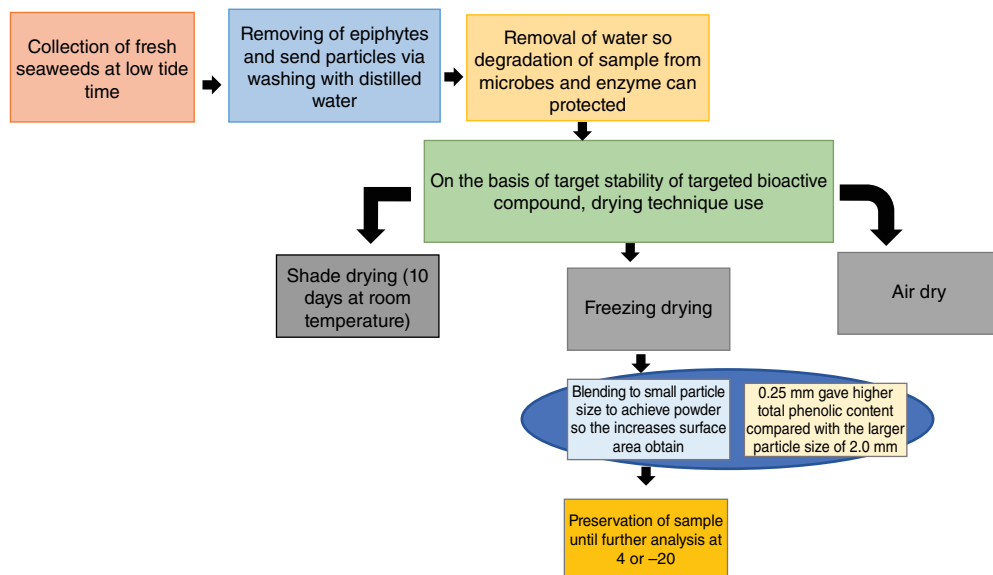 Collection of fresh
seaweeds at low tide
time
Removing of epiphytes
and send particles via
washing with distilled
water
Removal of water so
degradation of sample from
microbes and enzyme can
protected
On the basis of target stability of targeted bioactive
compound, drying technique use
Shade drying (10
days at room
temperature)
Freezing drying
Air dry
Blending to small particle
size to achieve powder
so the increases surface
area obtain
0.25 mm gave higher
total phenolic content
compared with the larger
particle size of 2.0 mm
Preservation of sample
until further analysis at
4 or –20